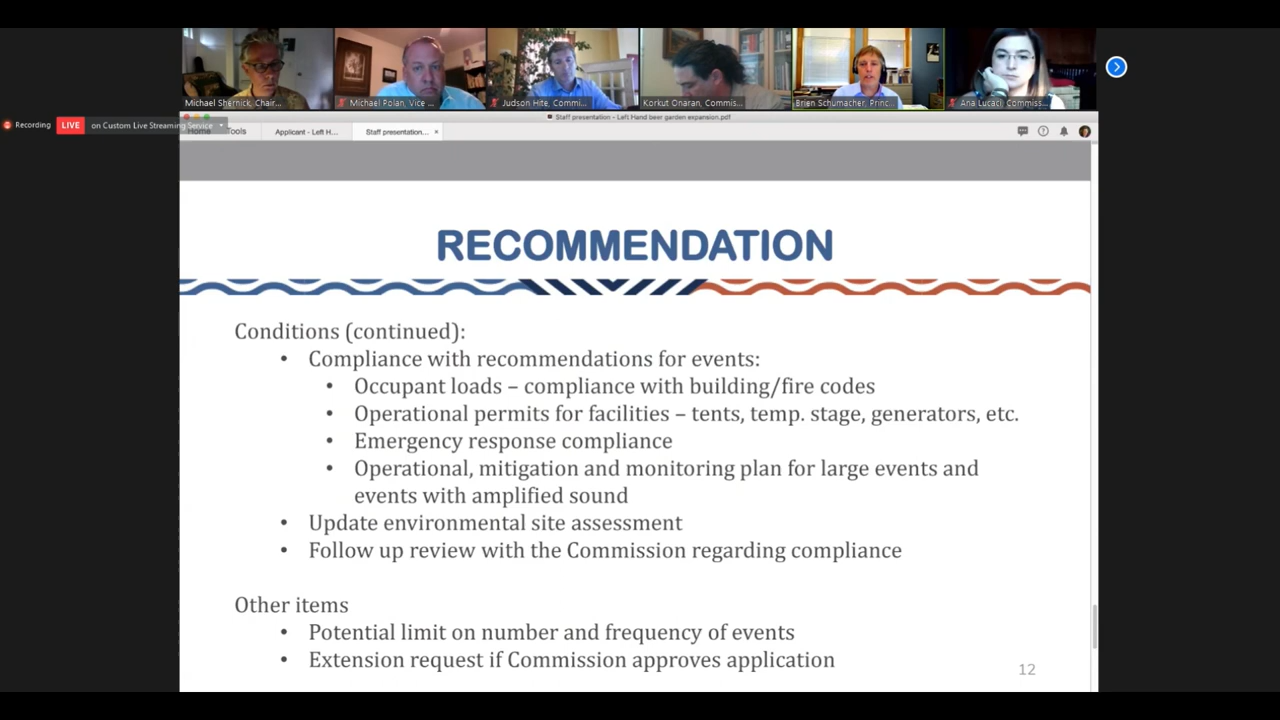 Michael Shernick, Chair...
Michael Polan, Vice ...
Judson Hite, Commi...
Korkut Onaran, Commis...
Brien Schumacher, Princ...
Ana Lucaci, Commiss...
Recording
LIVE
on Custom Live Streaming Service
Staff presentation - Left Hand beer garden expansion.pdf
Home
Tools
Applicant - Left H...
Staff presentation... ×
RECOMMENDATION
Conditions (continued):
• Compliance with recommendations for events:
• Occupant loads – compliance with building/fire codes
• Operational permits for facilities – tents, temp. stage, generators, etc.
• Emergency response compliance
• Operational, mitigation and monitoring plan for large events and
events with amplified sound
• Update environmental site assessment
• Follow up review with the Commission regarding compliance
Other items
• Potential limit on number and frequency of events
• Extension request if Commission approves application
12